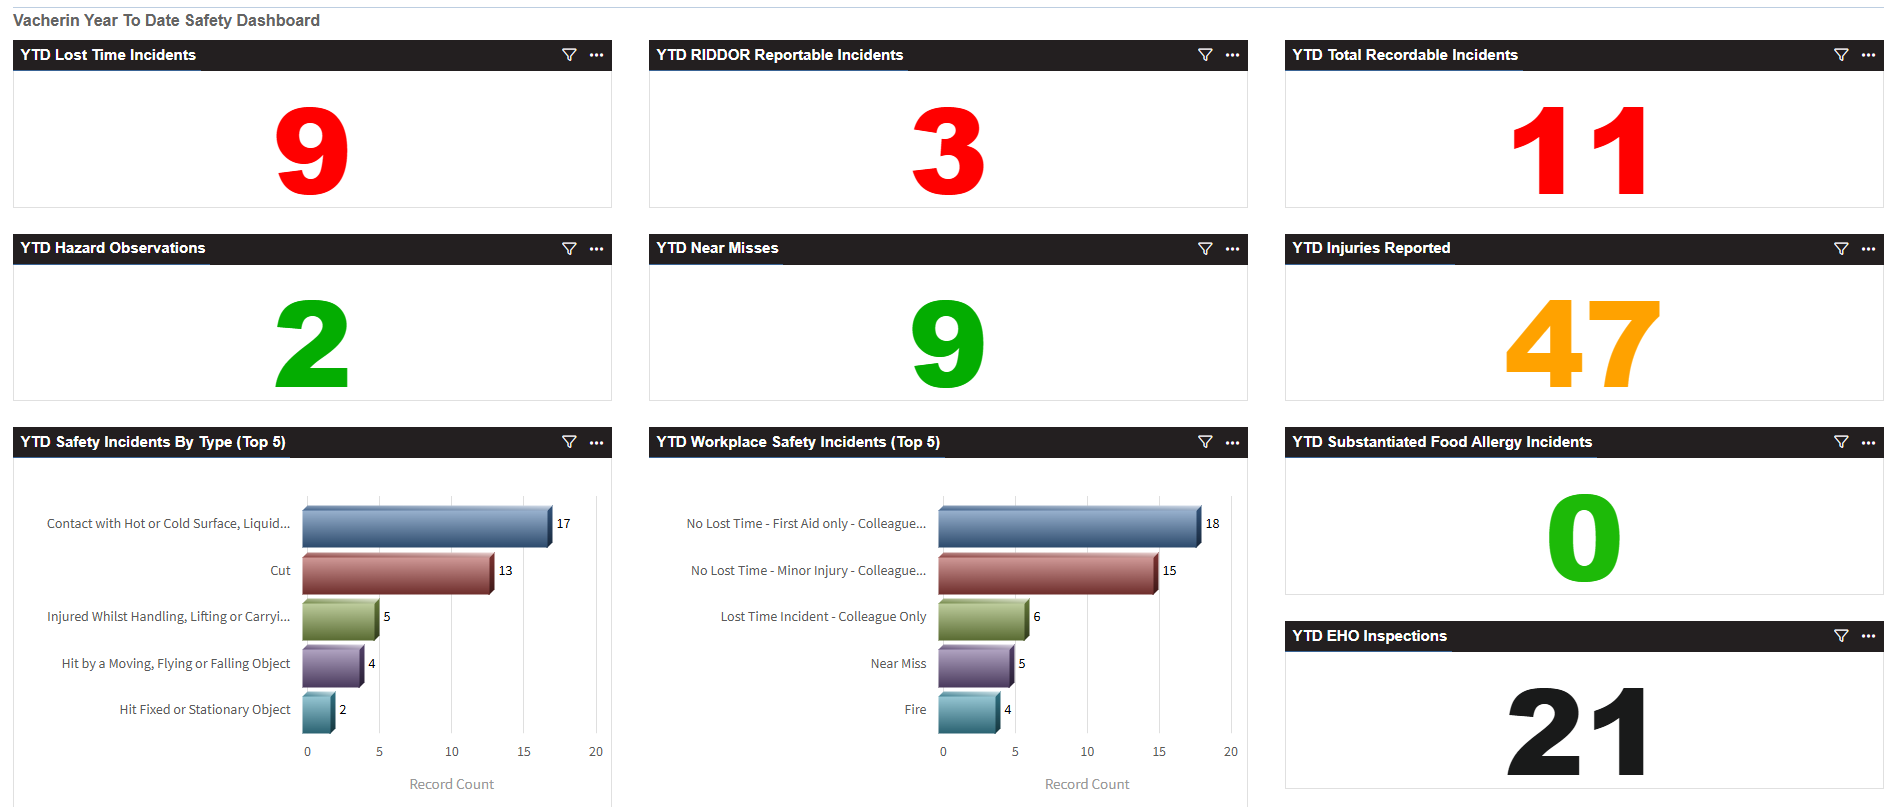 Vacherin Year To Date Safety Dashboard
YTD Lost Time Incidents
9
YTD RIDDOR Reportable Incidents
3
YTD Total Recordable Incidents
11
YTD Hazard Observations
2
YTD Near Misses
9
YTD Injuries Reported
47
YTD Safety Incidents By Type (Top 5)
Contact with Hot or Cold Surface, Liquid...
17
Cut
13
Injured Whilst Handling, Lifting or Carryi...
5
Hit by a Moving, Flying or Falling Object
4
Hit Fixed or Stationary Object
2
0 5 10 15 20
Record Count
YTD Workplace Safety Incidents (Top 5)
No Lost Time - First Aid only - Colleague...
18
No Lost Time - Minor Injury - Colleague...
15
Lost Time Incident - Colleague Only
6
Near Miss
5
Fire
4
0 5 10 15 20
Record Count
YTD Substantiated Food Allergy Incidents
0
YTD EHO Inspections
21